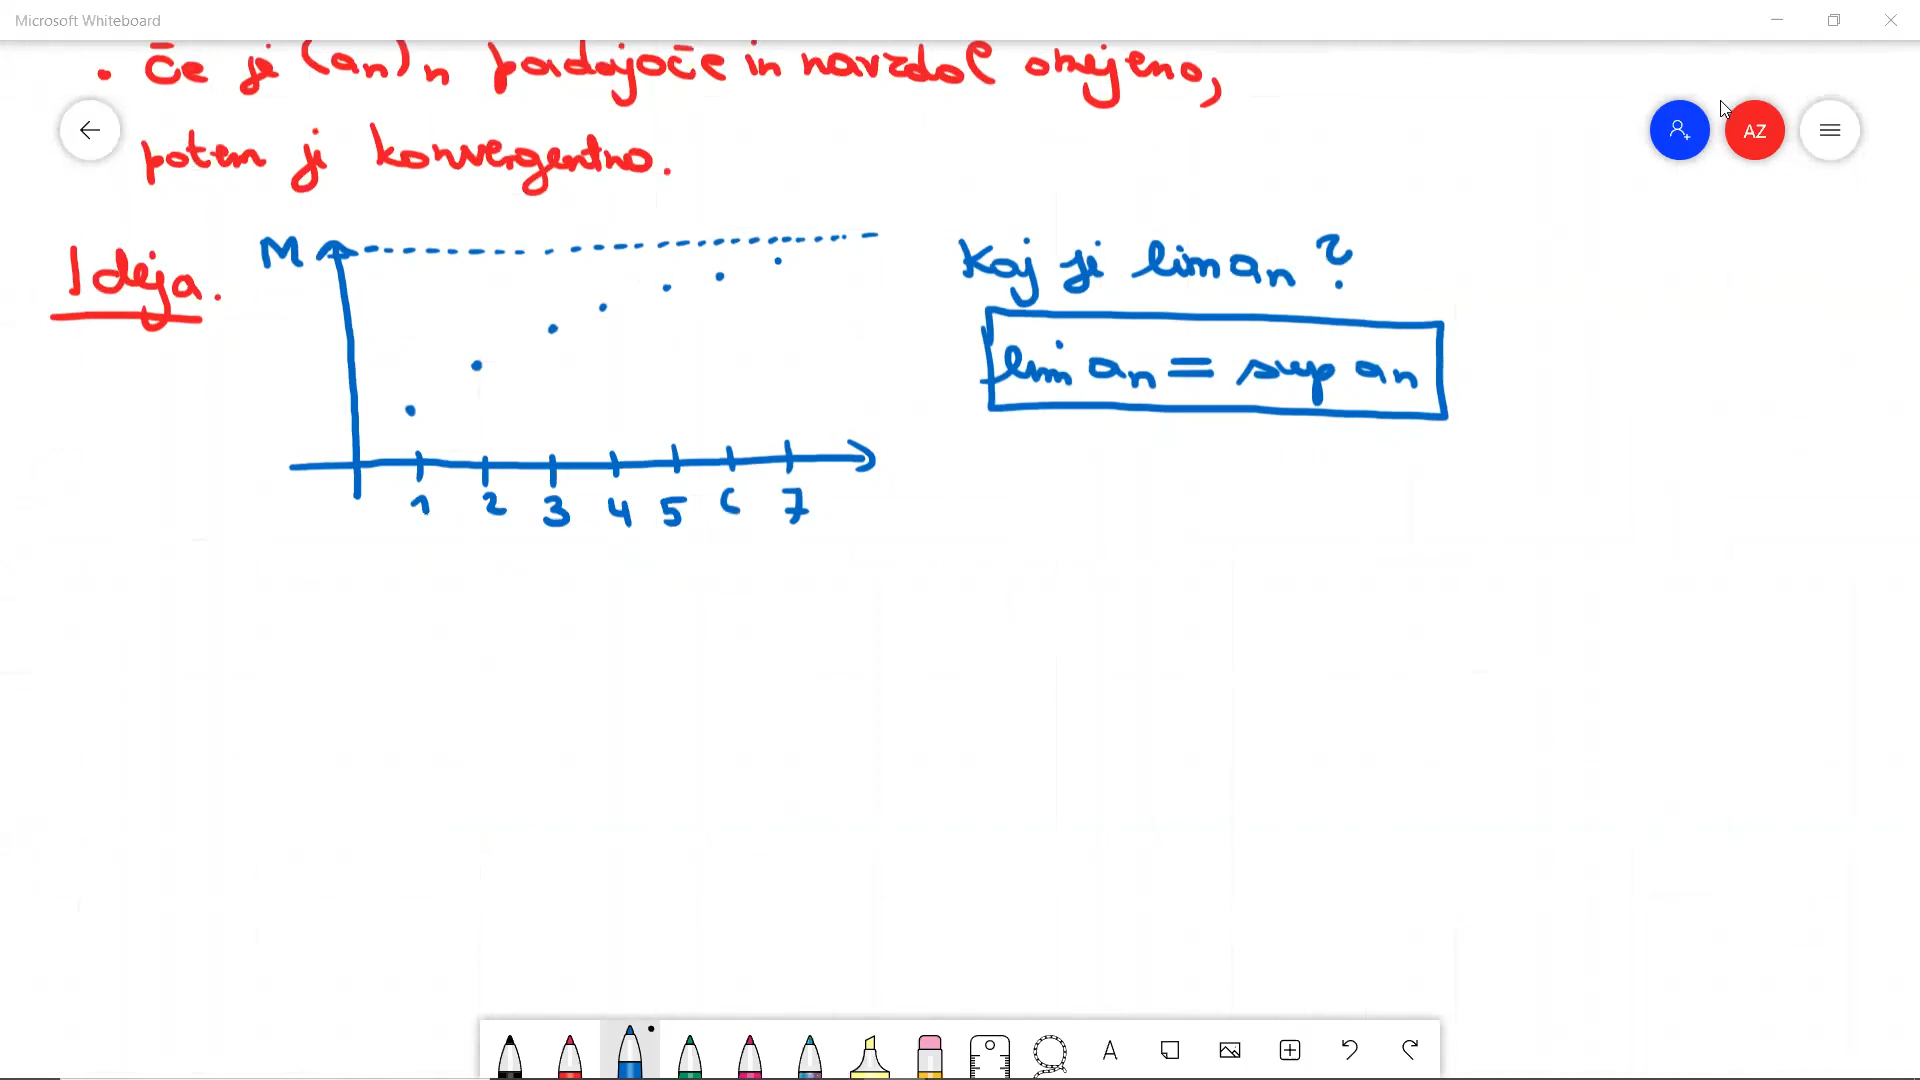 Microsoft Whiteboard
• Če je (an)n padajoče in navzdol omejeno,
AZ
potem je konvergentno.
Ideja.
M
Kaj je lim an?
lim an = sup an
1 2 3 4 5 6 7
A